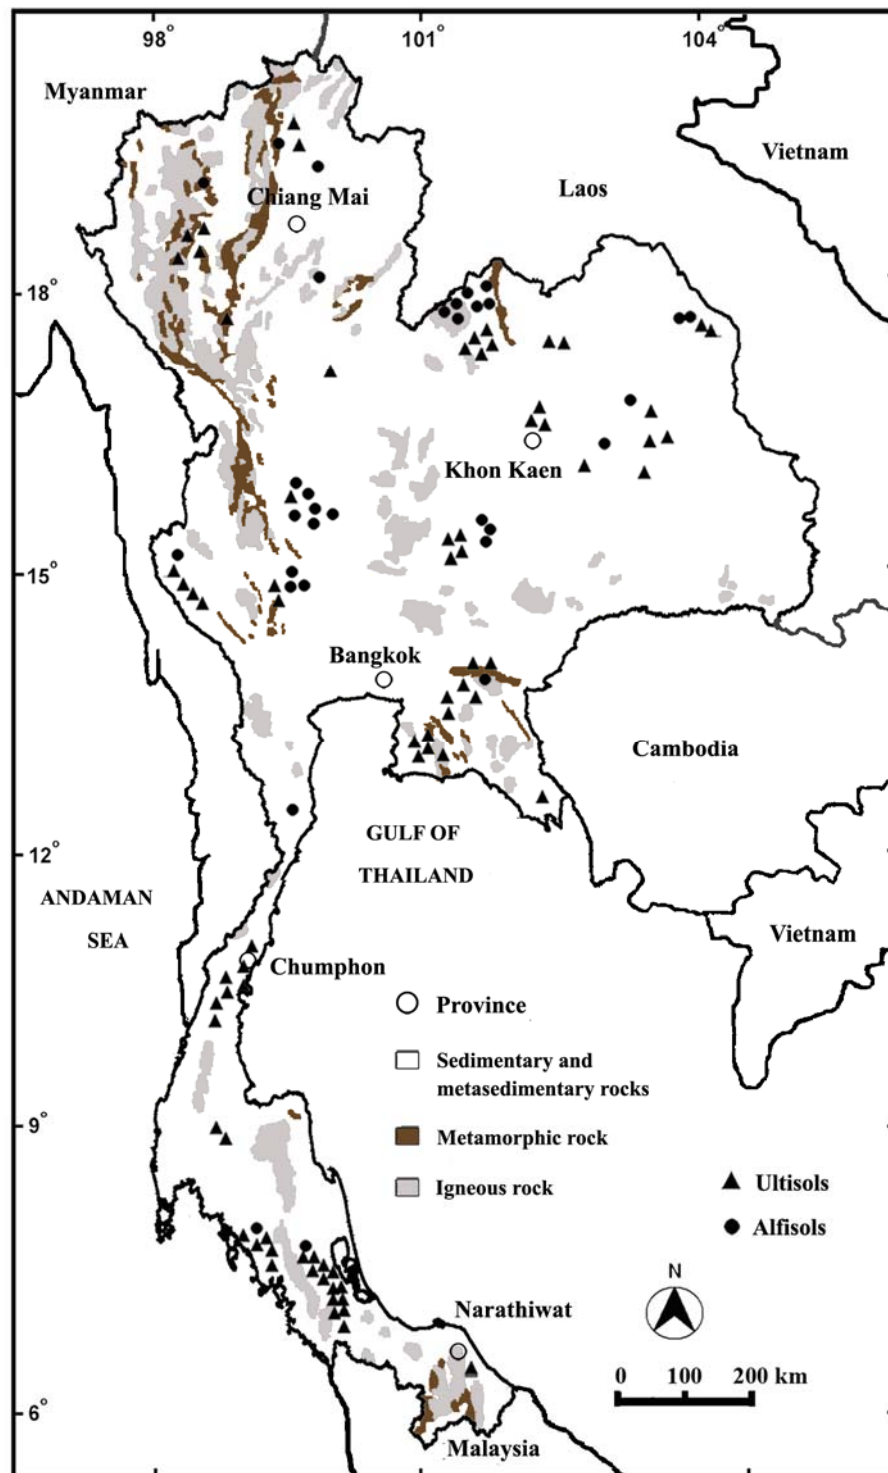 98°
101°
104°
Myanmar
Vietnam
Laos
Chiang Mai
18°
Khon Kaen
15°
Bangkok
Cambodia
GULF OF
THAILAND
12°
ANDAMAN
SEA
Vietnam
Chumphon
Province
Sedimentary and
metasedimentary rocks
9°
Metamorphic rock
Igneous rock
Ultisols
Alfisols
N
Narathiwat
0 100 200 km
6°
Malaysia